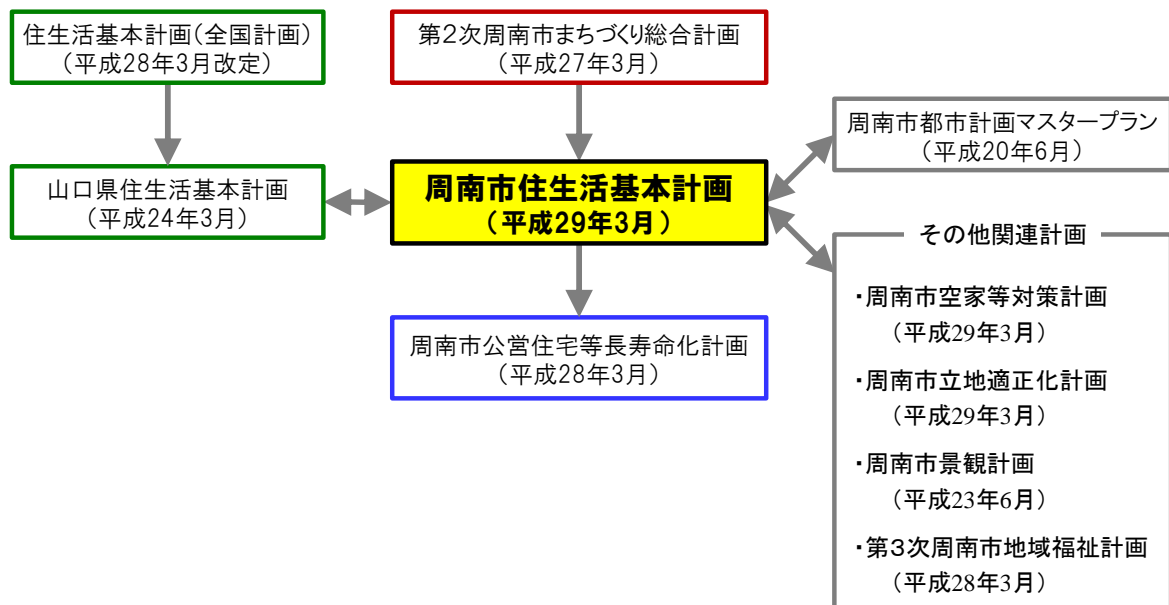 住生活基本計画(全国計画)
(平成28年3月改定)
第2次周南市まちづくり総合計画
(平成27年3月)
周南市都市計画マスタープラン
(平成20年6月)
山口県住生活基本計画
(平成24年3月)
周南市住生活基本計画
(平成29年3月)
その他関連計画
・周南市空家等対策計画
(平成29年3月)
・周南市立地適正化計画
(平成29年3月)
・周南市景観計画
(平成23年6月)
・第3次周南市地域福祉計画
(平成28年3月)
周南市公営住宅等長寿命化計画
(平成28年3月)